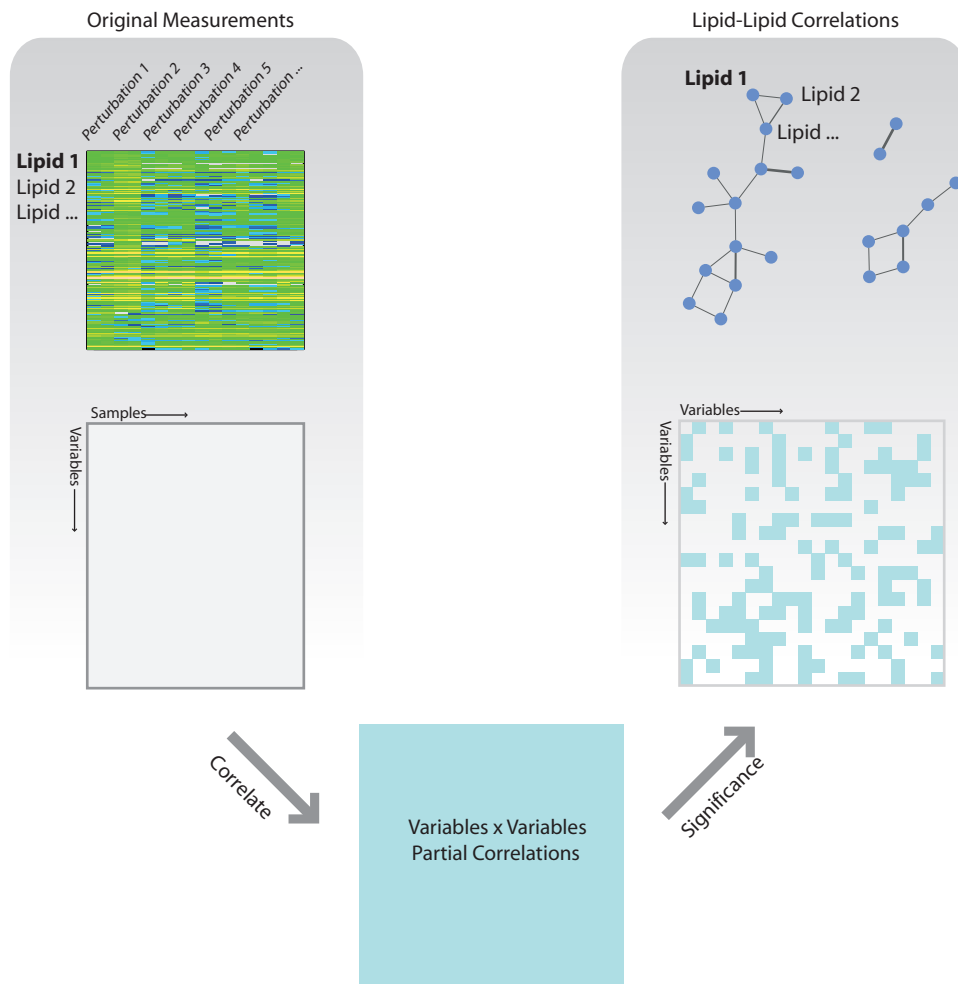 Original Measurements
Perturbation 1
Perturbation 2
Perturbation 3
Perturbation 4
Perturbation 5
Perturbation ...
Lipid 1
Lipid 2
Lipid ...
Samples
Variables
Correlate
Variables x Variables
Partial Correlations
Significance
Lipid-Lipid Correlations
Lipid 1
Lipid 2
Lipid ...
Variables
Variables